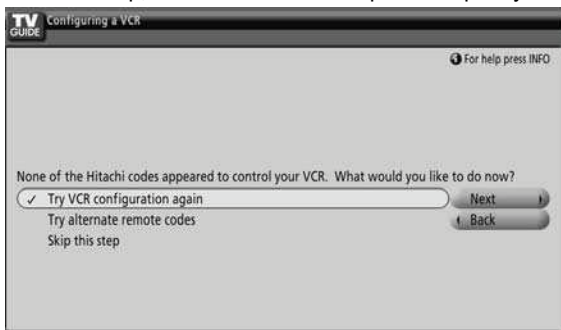 TV
GUIDE
Configuring a VCR
For help press INFO
None of the Hitachi codes appeared to control your VCR. What would you like to do now?
✓ Try VCR configuration again
Next
Try alternate remote codes
Back
Skip this step